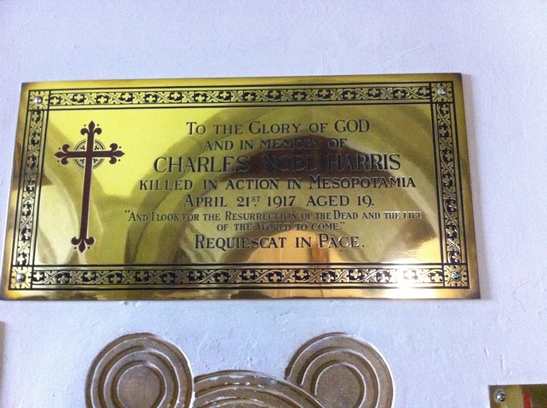 To the Glory of GOD
and in memory of
CHARLES NOEL HARRIS
killed in action in Mesopotamia
April 21st 1917 aged 19.
"And I look for the Resurrection of the Dead and the life
of the World to come"
Requiescat in Pace.